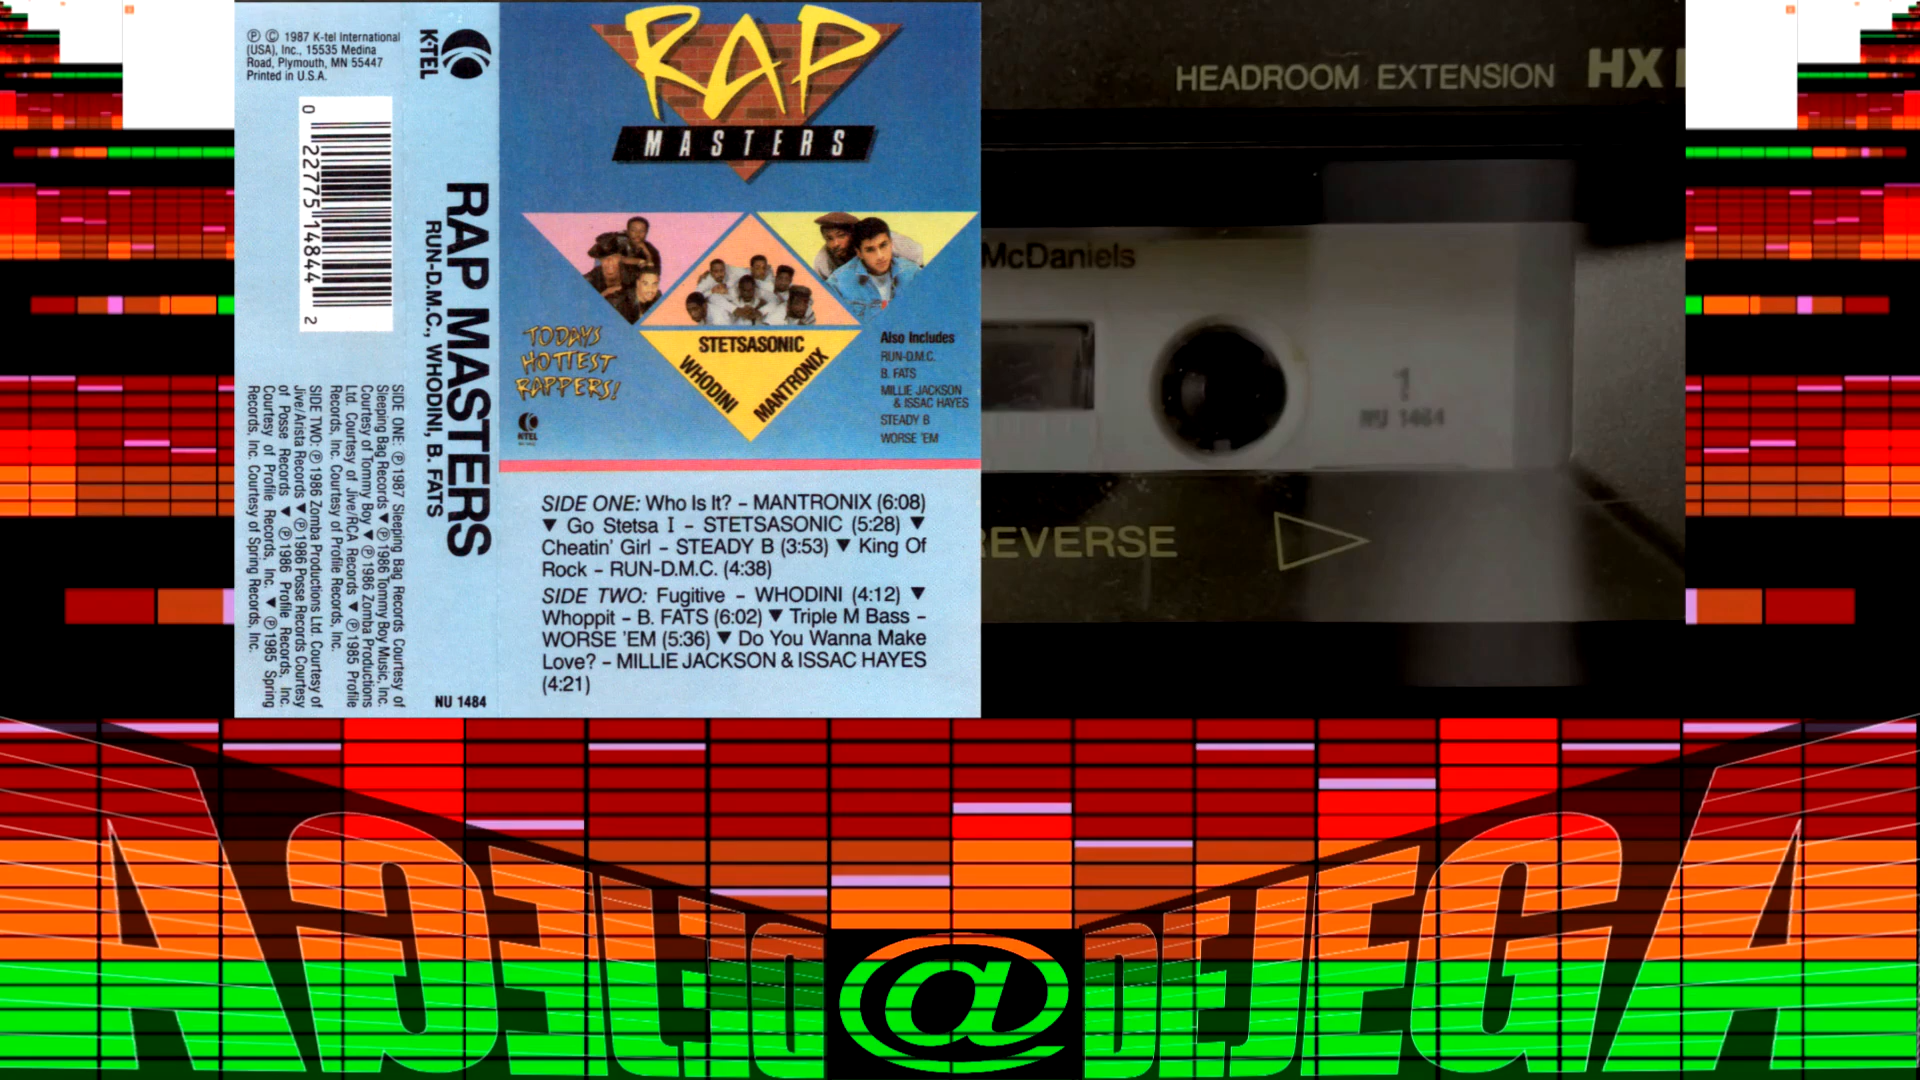 ℗ © 1987 K-tel International
(USA), Inc., 15535 Medina
Road, Plymouth, MN 55447
Printed in U.S.A.
K-TEL
0 22775 14844 2
RAP MASTERS
RUN-D.M.C., WHODINI, B. FATS
NU 1484
SIDE ONE: ℗ 1987 Sleeping Bag Records Courtesy of
Sleeping Bag Records ▼ ℗ 1986 Tommy Boy Music, Inc.
Courtesy of Tommy Boy ▼ ℗ 1986 Zomba Productions
Ltd. Courtesy of Jive/RCA Records ▼ ℗ 1985 Profile
Records, Inc. Courtesy of Profile Records, Inc.
SIDE TWO: ℗ 1986 Zomba Productions Ltd. Courtesy of
Jive/Arista Records ▼ ℗ 1986 Posse Records Courtesy
of Posse Records ▼ ℗ 1986 Profile Records, Inc.
Courtesy of Profile Records, Inc. ▼ ℗ 1985 Spring
Records, Inc. Courtesy of Spring Records, Inc.
RAP
MASTERS
TODAYS
HOTTEST
RAPPERS!
K-TEL
STETSASONIC
WHODINI
MANTRONIX
Also Includes
RUN-D.M.C.
B. FATS
MILLIE JACKSON
& ISSAC HAYES
STEADY B
WORSE 'EM
SIDE ONE: Who Is It? – MANTRONIX (6:08)
▼ Go Stetsa I – STETSASONIC (5:28) ▼
Cheatin' Girl – STEADY B (3:53) ▼ King Of
Rock – RUN-D.M.C. (4:38)
SIDE TWO: Fugitive – WHODINI (4:12) ▼
Whoppit – B. FATS (6:02) ▼ Triple M Bass –
WORSE 'EM (5:36) ▼ Do You Wanna Make
Love? – MILLIE JACKSON & ISSAC HAYES
(4:21)
HEADROOM EXTENSION HX
McDaniels
1
NU 1484
REVERSE
@DEJEGA